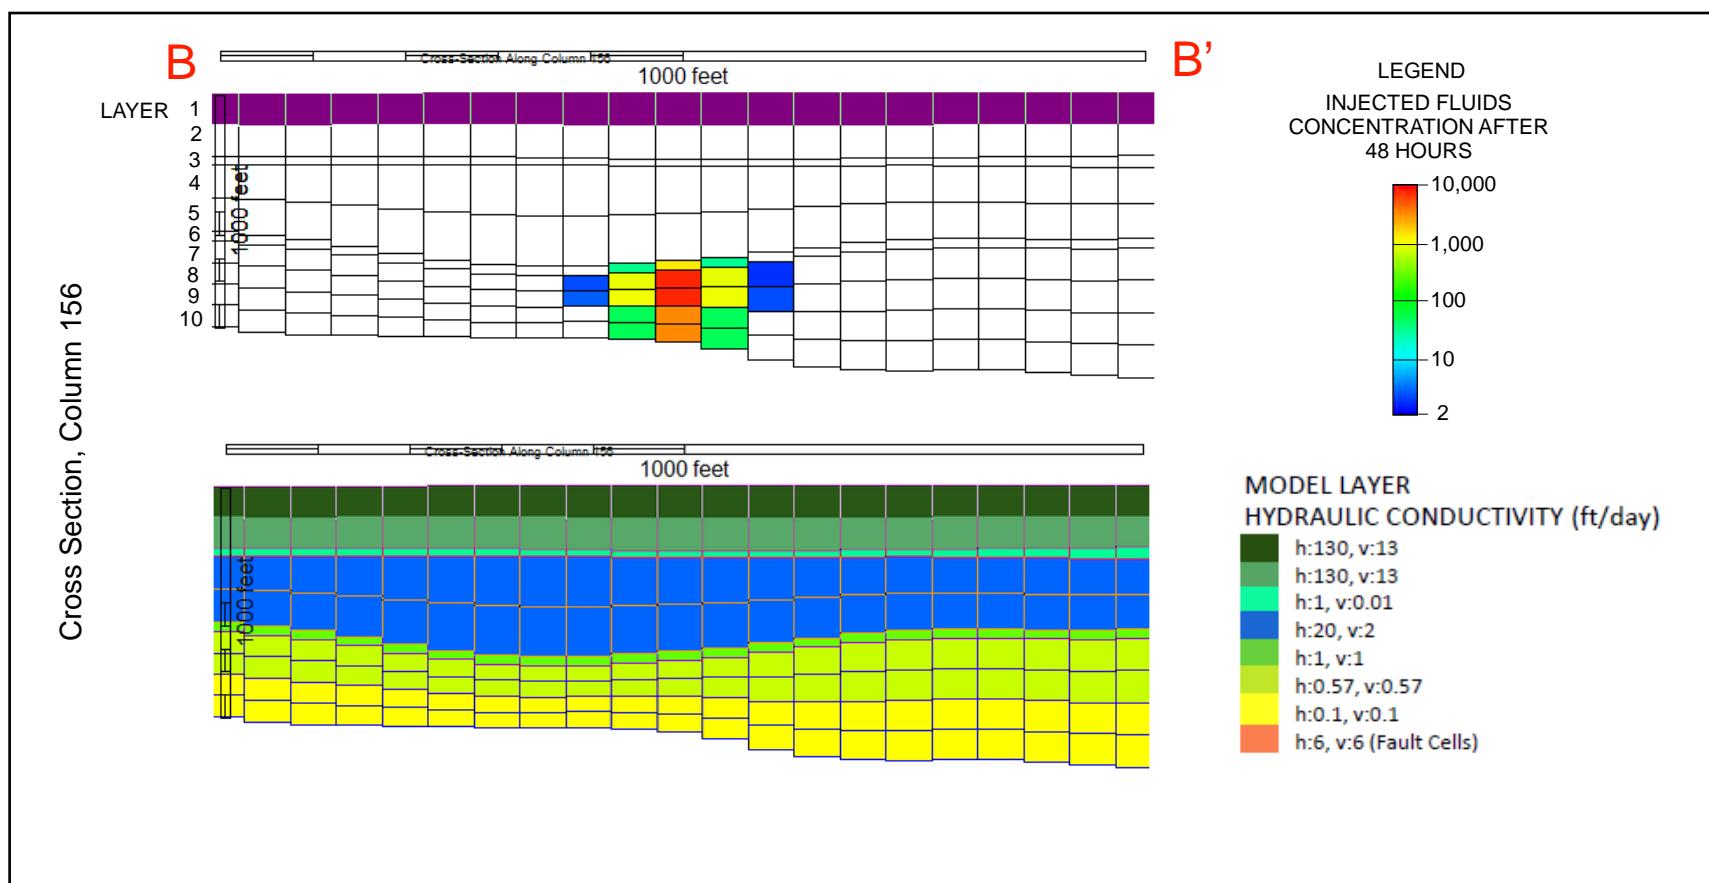 B
Cross-Section Along Column 156
1000 feet
B’
LAYER
1
2
3
4
5
6
7
8
9
10
1000 feet
Cross Section, Column 156
LEGEND
INJECTED FLUIDS
CONCENTRATION AFTER
48 HOURS
10,000
1,000
100
10
2
Cross-Section Along Column 156
1000 feet
1000 feet
MODEL LAYER
HYDRAULIC CONDUCTIVITY (ft/day)
h:130, v:13
h:130, v:13
h:1, v:0.01
h:20, v:2
h:1, v:1
h:0.57, v:0.57
h:0.1, v:0.1
h:6, v:6 (Fault Cells)